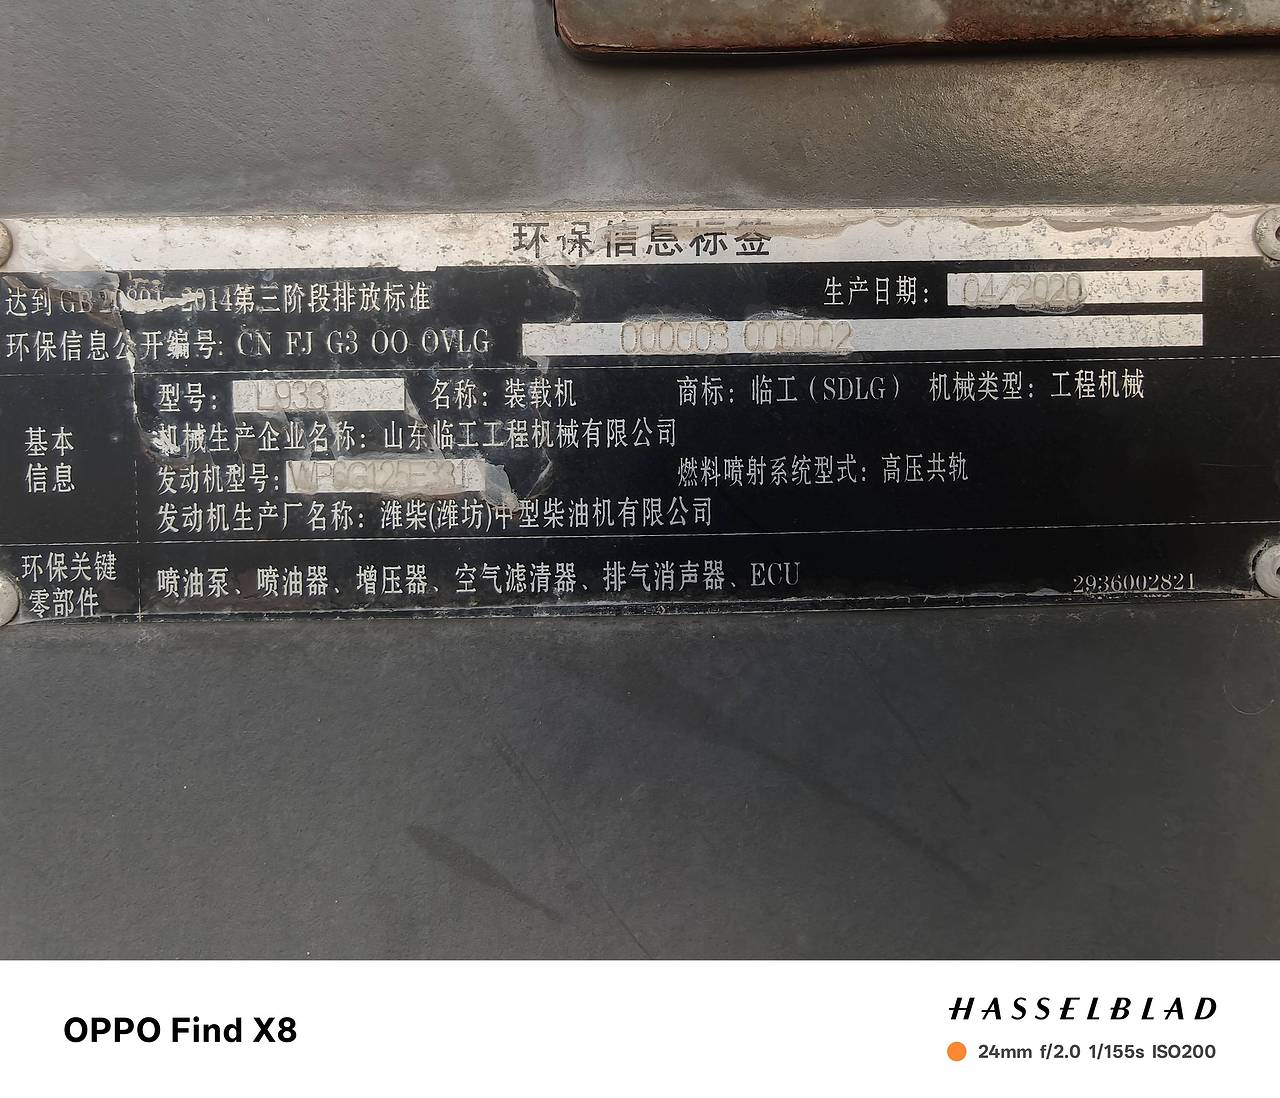 环保信息标签
达到GB 20891-2014第三阶段排放标准 生产日期: 04/2020
环保信息公开编号: CN FJ G3 00 0VLG 000003 000002
型号: L933 名称: 装载机 商标: 临工(SDLG) 机械类型: 工程机械
基本信息
机械生产企业名称: 山东临工工程机械有限公司
发动机型号: WP6G125E331 燃料喷射系统型式: 高压共轨
发动机生产厂名称: 潍柴(潍坊)中型柴油机有限公司
环保关键零部件
喷油泵、喷油器、增压器、空气滤清器、排气消声器、ECU
2936002821
OPPO Find X8
HASSELBLAD
24mm f/2.0 1/155s ISO200